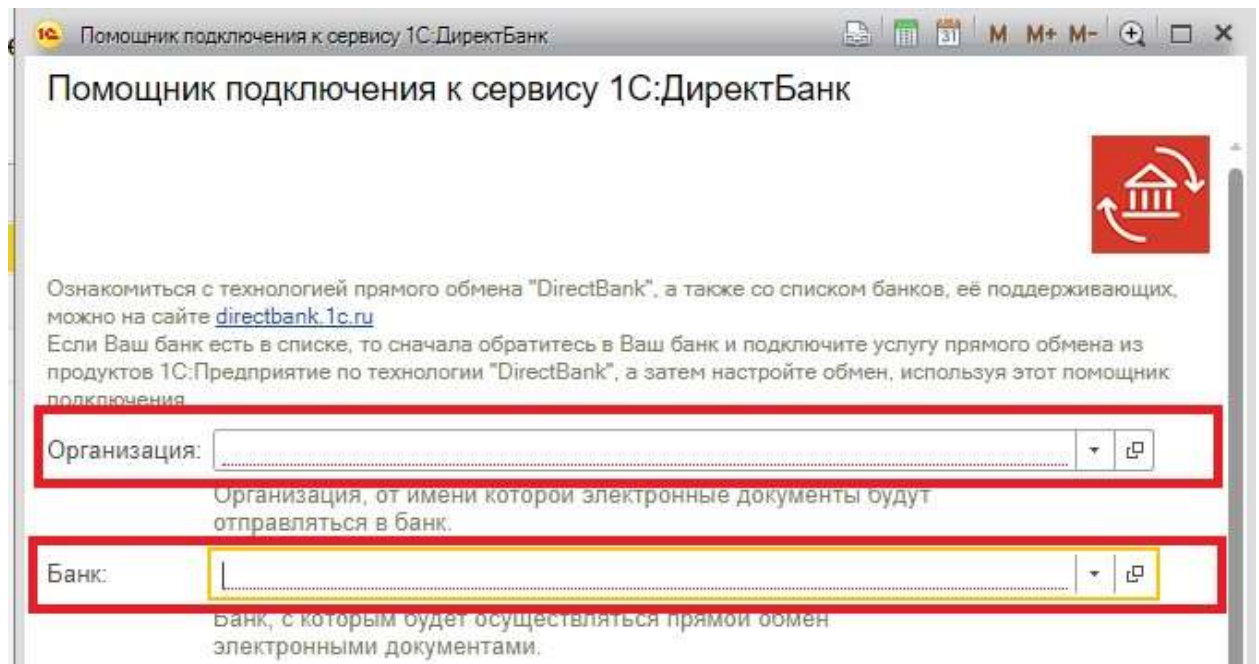 Помощник подключения к сервису 1С:ДиректБанк
31 M M+ M-
Помощник подключения к сервису 1С:ДиректБанк
Ознакомиться с технологией прямого обмена "DirectBank", а также со списком банков, её поддерживающих,
можно на сайте directbank.1c.ru
Если Ваш банк есть в списке, то сначала обратитесь в Ваш банк и подключите услугу прямого обмена из
продуктов 1С:Предприятие по технологии "DirectBank", а затем настройте обмен, используя этот помощник
подключения
Организация:
Организация, от имени которой электронные документы будут
отправляться в банк.
Банк:
Банк, с которым будет осуществляться прямой обмен
электронными документами.